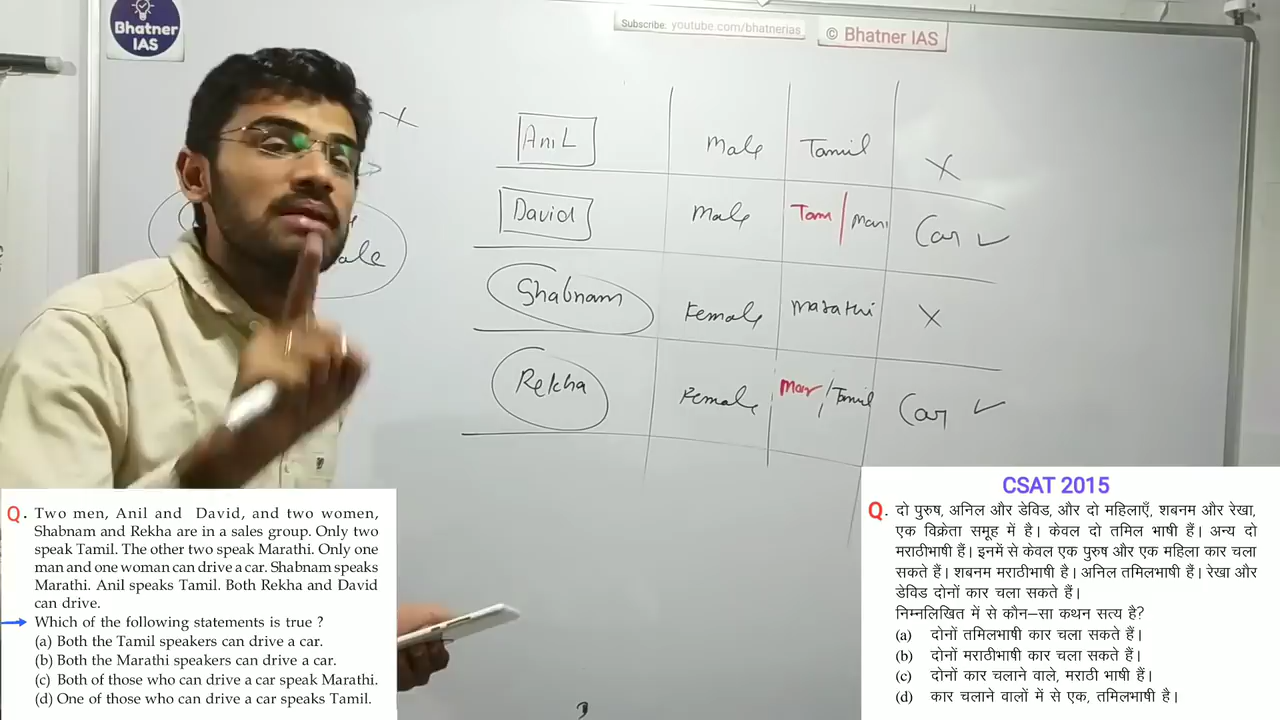 Bhatner
IAS
Subscribe: youtube.com/bhatnerias
© Bhatner IAS
Anil Male Tamil X
David Male Tam / Mar Car ✓
Shabnam Female Marathi X
Rekha Female Mar / Tamil Car ✓
Q. Two men, Anil and David, and two women,
Shabnam and Rekha are in a sales group. Only two
speak Tamil. The other two speak Marathi. Only one
man and one woman can drive a car. Shabnam speaks
Marathi. Anil speaks Tamil. Both Rekha and David
can drive.
Which of the following statements is true ?
(a) Both the Tamil speakers can drive a car.
(b) Both the Marathi speakers can drive a car.
(c) Both of those who can drive a car speak Marathi.
(d) One of those who can drive a car speaks Tamil.
CSAT 2015
Q. दो पुरुष, अनिल और डेविड, और दो महिलाएँ, शबनम और रेखा,
एक विक्रेता समूह में है। केवल दो तमिल भाषी हैं। अन्य दो
मराठीभाषी हैं। इनमें से केवल एक पुरुष और एक महिला कार चला
सकते हैं। शबनम मराठीभाषी है। अनिल तमिलभाषी हैं। रेखा और
डेविड दोनों कार चला सकते हैं।
निम्नलिखित में से कौन–सा कथन सत्य है?
(a) दोनों तमिलभाषी कार चला सकते हैं।
(b) दोनों मराठीभाषी कार चला सकते हैं।
(c) दोनों कार चलाने वाले, मराठी भाषी हैं।
(d) कार चलाने वालों में से एक, तमिलभाषी है।